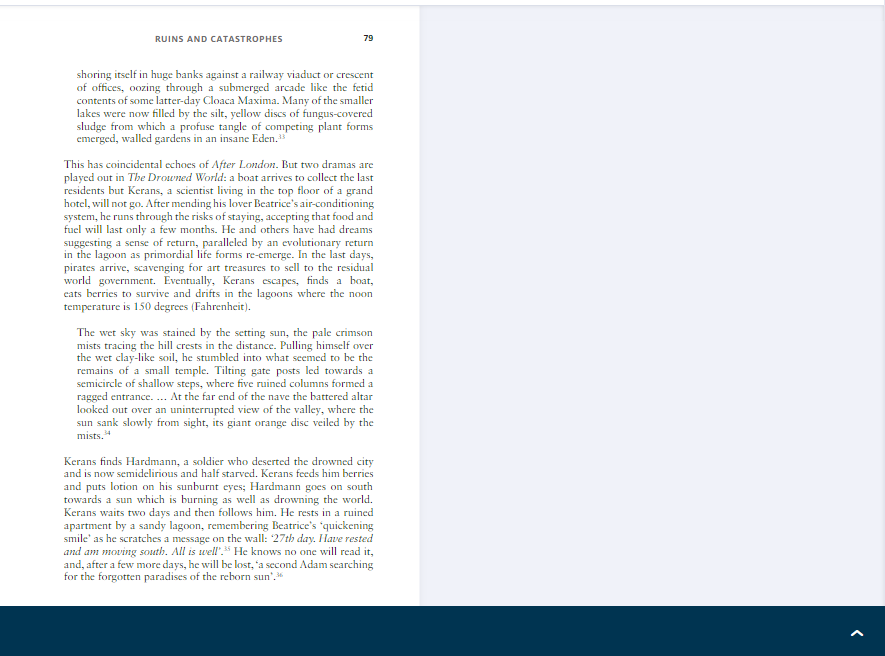 RUINS AND CATASTROPHES 79
shoring itself in huge banks against a railway viaduct or crescent
of offices, oozing through a submerged arcade like the fetid
contents of some latter-day Cloaca Maxima. Many of the smaller
lakes were now filled by the silt, yellow discs of fungus-covered
sludge from which a profuse tangle of competing plant forms
emerged, walled gardens in an insane Eden.³³
This has coincidental echoes of After London. But two dramas are
played out in The Drowned World: a boat arrives to collect the last
residents but Kerans, a scientist living in the top floor of a grand
hotel, will not go. After mending his lover Beatrice's air-conditioning
system, he runs through the risks of staying, accepting that food and
fuel will last only a few months. He and others have had dreams
suggesting a sense of return, paralleled by an evolutionary return
in the lagoon as primordial life forms re-emerge. In the last days,
pirates arrive, scavenging for art treasures to sell to the residual
world government. Eventually, Kerans escapes, finds a boat,
eats berries to survive and drifts in the lagoons where the noon
temperature is 150 degrees (Fahrenheit).
The wet sky was stained by the setting sun, the pale crimson
mists tracing the hill crests in the distance. Pulling himself over
the wet clay-like soil, he stumbled into what seemed to be the
remains of a small temple. Tilting gate posts led towards a
semicircle of shallow steps, where five ruined columns formed a
ragged entrance. … At the far end of the nave the battered altar
looked out over an uninterrupted view of the valley, where the
sun sank slowly from sight, its giant orange disc veiled by the
mists.³⁴
Kerans finds Hardmann, a soldier who deserted the drowned city
and is now semidelirious and half starved. Kerans feeds him berries
and puts lotion on his sunburnt eyes; Hardmann goes on south
towards a sun which is burning as well as drowning the world.
Kerans waits two days and then follows him. He rests in a ruined
apartment by a sandy lagoon, remembering Beatrice's 'quickening
smile' as he scratches a message on the wall: '27th day. Have rested
and am moving south. All is well'.³⁵ He knows no one will read it,
and, after a few more days, he will be lost, 'a second Adam searching
for the forgotten paradises of the reborn sun'.³⁶